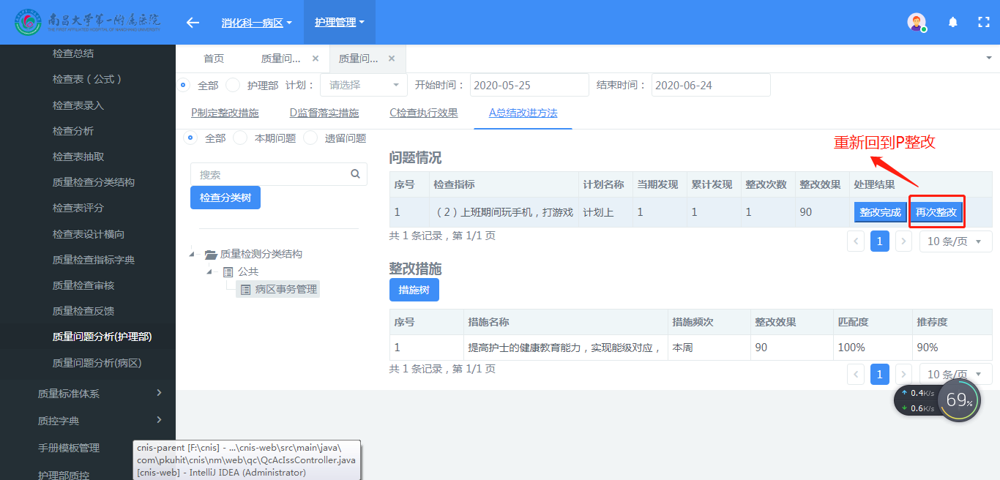 南昌大学第一附属医院
THE FIRST AFFILIATED HOSPITAL OF NANCHANG UNIVERSITY
消化科一病区
护理管理
检查总结
检查表（公式）
检查表录入
检查分析
检查表抽取
质量检查分类结构
检查表评分
检查表设计横向
质量检查指标字典
质量检查审核
质量检查反馈
质量问题分析(护理部)
质量问题分析(病区)
质量标准体系
质控字典
手册模板管理
护理部质控
首页 质量问... 质量问...
全部 护理部 计划： 请选择 开始时间： 2020-05-25 结束时间： 2020-06-24
P制定整改措施 D监督落实措施 C检查执行效果 A总结改进方法
全部 本期问题 遗留问题
搜索
检查分类树
质量检测分类结构
公共
病区事务管理
重新回到P整改
问题情况
序号 检查指标 计划名称 当期发现 累计发现 整改次数 整改效果 处理结果
1 （2）上班期间玩手机，打游戏 计划上 1 1 1 90 整改完成 再次整改
共 1 条记录，第 1/1 页
1 10 条/页
整改措施
措施树
序号 措施名称 措施频次 整改效果 匹配度 推荐度
1 提高护士的健康教育能力，实现能级对应， 本周 90 100% 90%
共 1 条记录，第 1/1 页
1 10 条/页
0.4K/s
0.6K/s
69%
cnis-parent [F:\cnis] - ...\cnis-web\src\main\java\
com\pkuhit\cnis\nm\web\qc\QcAcIssController.java
[cnis-web] - IntelliJ IDEA (Administrator)